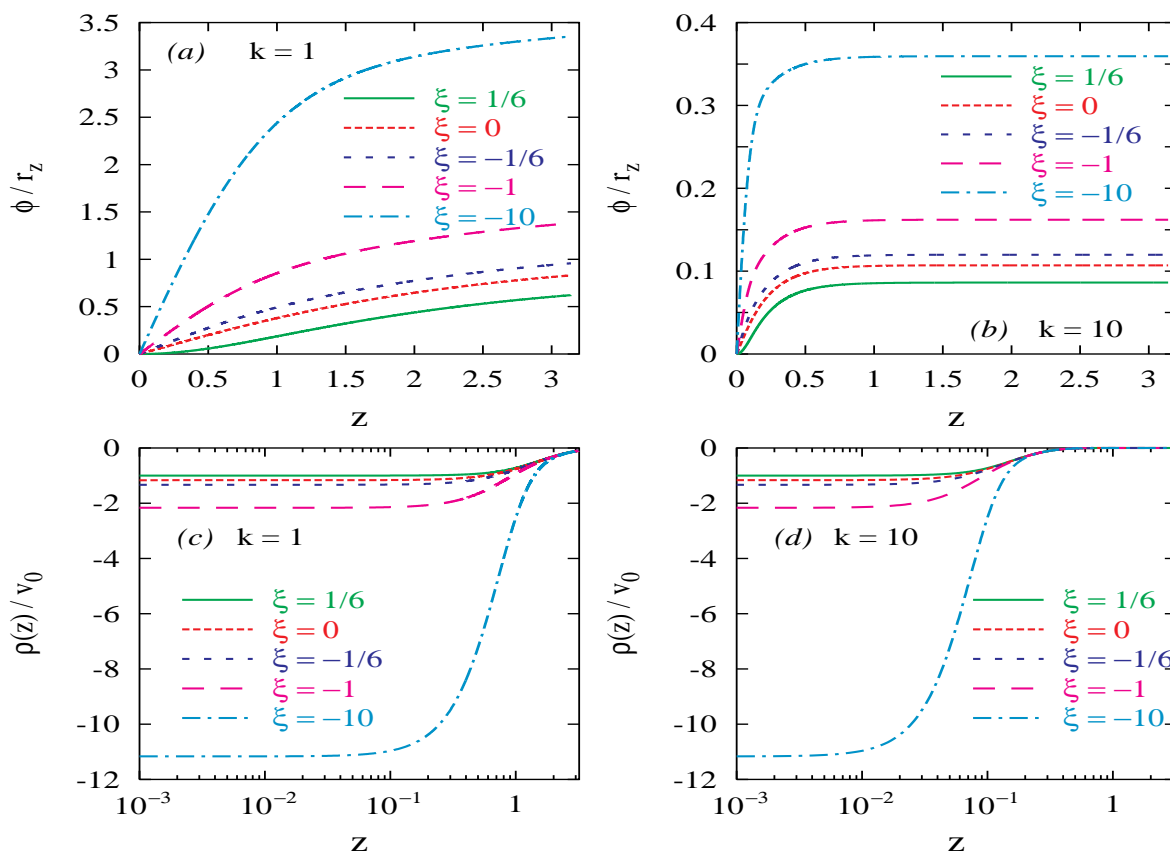 3.5
3
2.5
2
1.5
1
0.5
0
ϕ / r_z
(a) k = 1
ξ = 1/6
ξ = 0
ξ = −1/6
ξ = −1
ξ = −10
0 0.5 1 1.5 2 2.5 3
z
0.4
0.3
0.2
0.1
0
ϕ / r_z
ξ = 1/6
ξ = 0
ξ = −1/6
ξ = −1
ξ = −10
(b) k = 10
0 0.5 1 1.5 2 2.5 3
z
0
-2
-4
-6
-8
-10
-12
ρ(z) / v_0
(c) k = 1
ξ = 1/6
ξ = 0
ξ = −1/6
ξ = −1
ξ = −10
10^−3 10^−2 10^−1 1
z
0
-2
-4
-6
-8
-10
-12
ρ(z) / v_0
(d) k = 10
ξ = 1/6
ξ = 0
ξ = −1/6
ξ = −1
ξ = −10
10^−3 10^−2 10^−1 1
z